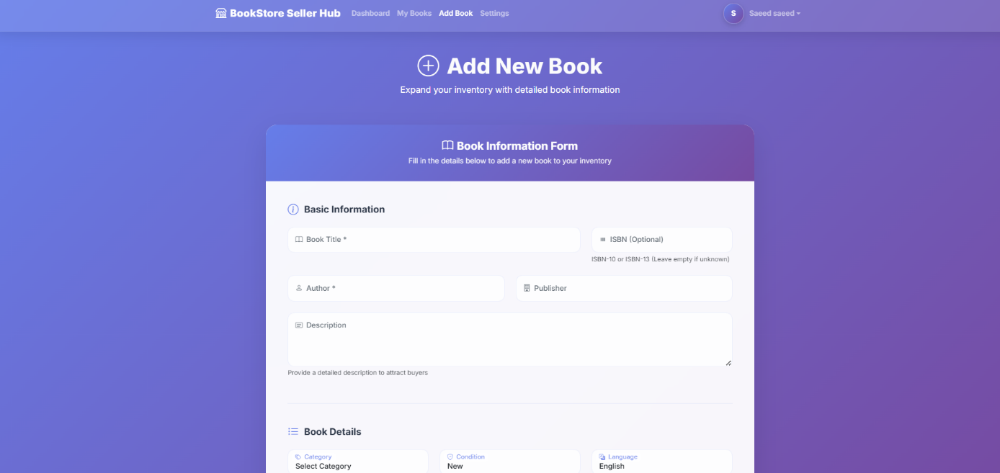 BookStore Seller Hub Dashboard My Books Add Book Settings S Saeed saeed
Add New Book
Expand your inventory with detailed book information
Book Information Form
Fill in the details below to add a new book to your inventory
Basic Information
Book Title * ISBN (Optional)
ISBN-10 or ISBN-13 (Leave empty if unknown)
Author * Publisher
Description
Provide a detailed description to attract buyers
Book Details
Category Condition Language
Select Category New English